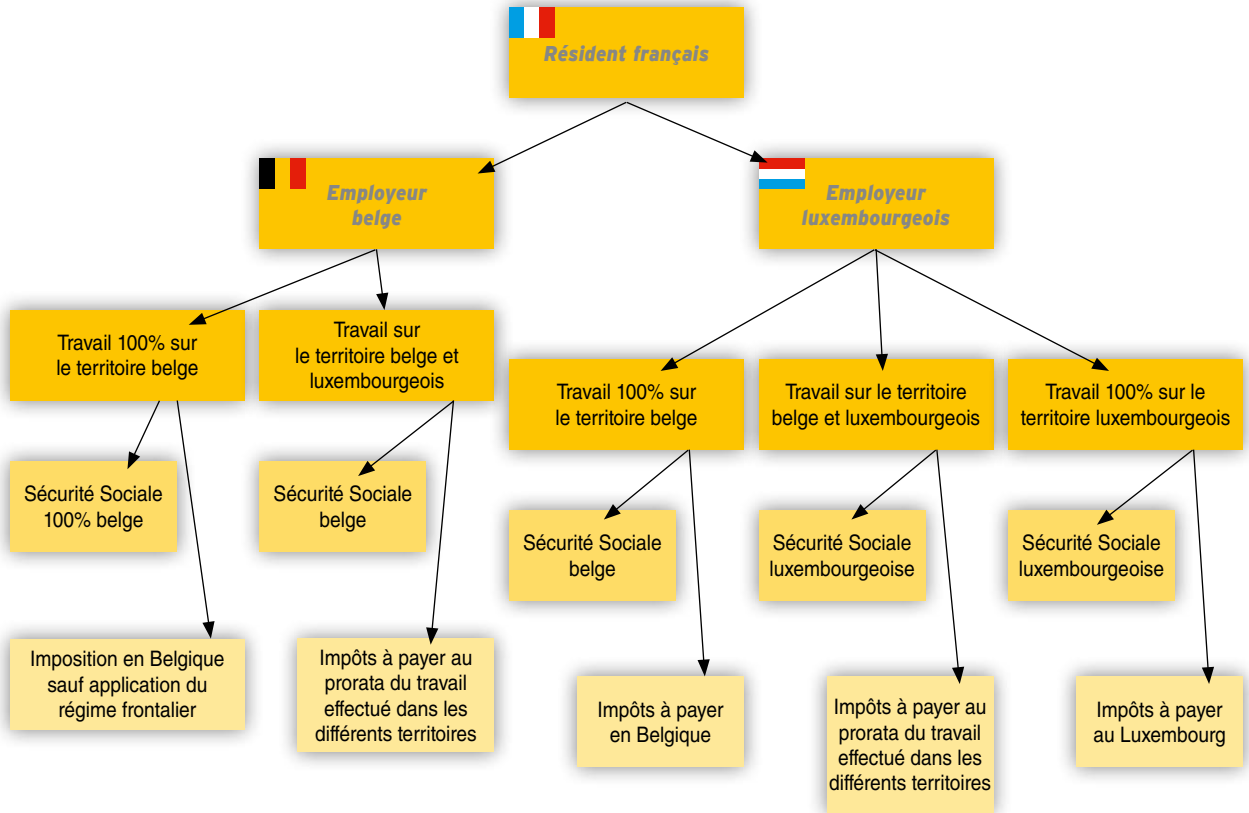 Résident français
Employeur
belge
Employeur
luxembourgeois
Travail 100% sur
le territoire belge
Travail sur
le territoire belge et
luxembourgeois
Travail 100% sur
le territoire belge
Travail sur le territoire
belge et luxembourgeois
Travail 100% sur le
territoire luxembourgeois
Sécurité Sociale
100% belge
Sécurité Sociale
belge
Sécurité Sociale
belge
Sécurité Sociale
luxembourgeoise
Sécurité Sociale
luxembourgeoise
Imposition en Belgique
sauf application du
régime frontalier
Impôts à payer au
prorata du travail
effectué dans les
différents territoires
Impôts à payer
en Belgique
Impôts à payer au
prorata du travail
effectué dans les
différents territoires
Impôts à payer
au Luxembourg